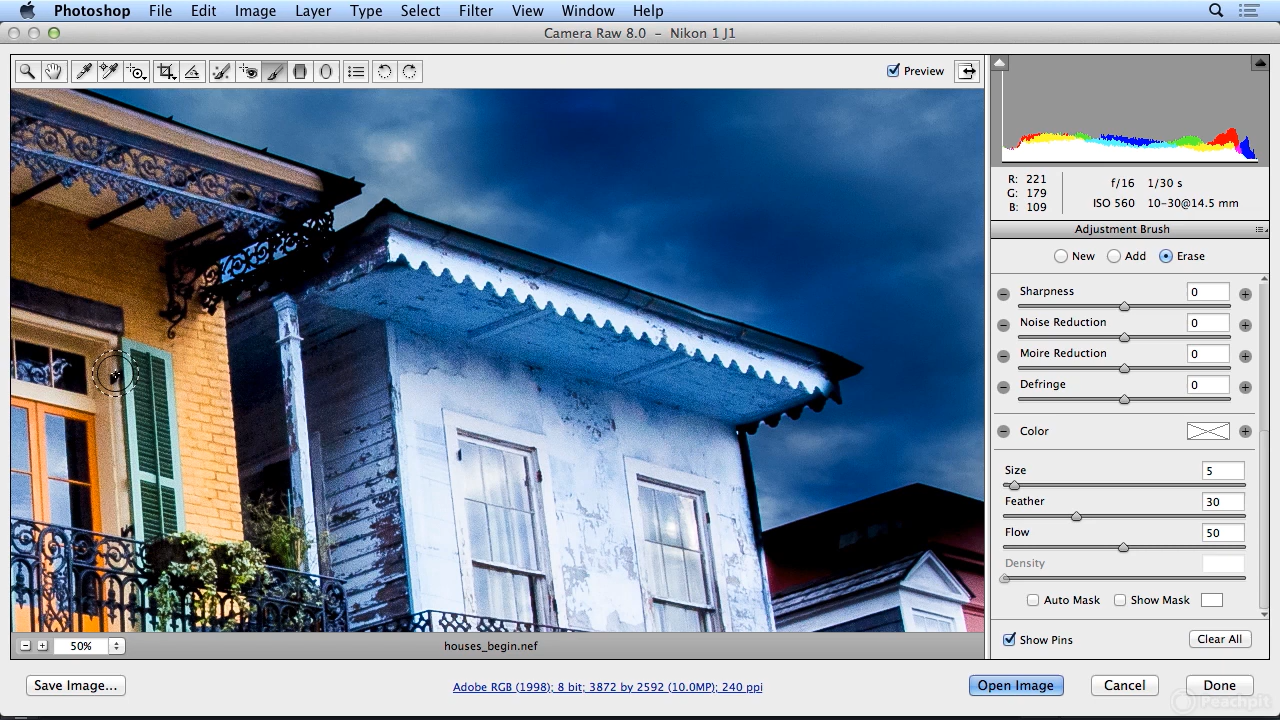 Photoshop File Edit Image Layer Type Select Filter View Window Help
Camera Raw 8.0 - Nikon 1 J1
Preview
R: 221
G: 179
B: 109
f/16 1/30 s
ISO 560 10-30@14.5 mm
Adjustment Brush
New Add Erase
Sharpness 0
Noise Reduction 0
Moire Reduction 0
Defringe 0
Color
Size 5
Feather 30
Flow 50
Density
Auto Mask Show Mask
Show Pins Clear All
50% houses_begin.nef
Save Image... Adobe RGB (1998); 8 bit; 3872 by 2592 (10.0MP); 240 ppi Open Image Cancel Done
Peachpit